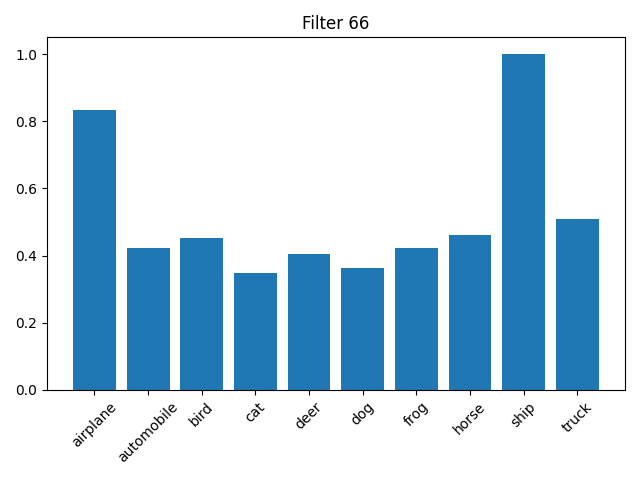 Filter 66
1.0
0.8
0.6
0.4
0.2
0.0
airplane
automobile
bird
cat
deer
dog
frog
horse
ship
truck